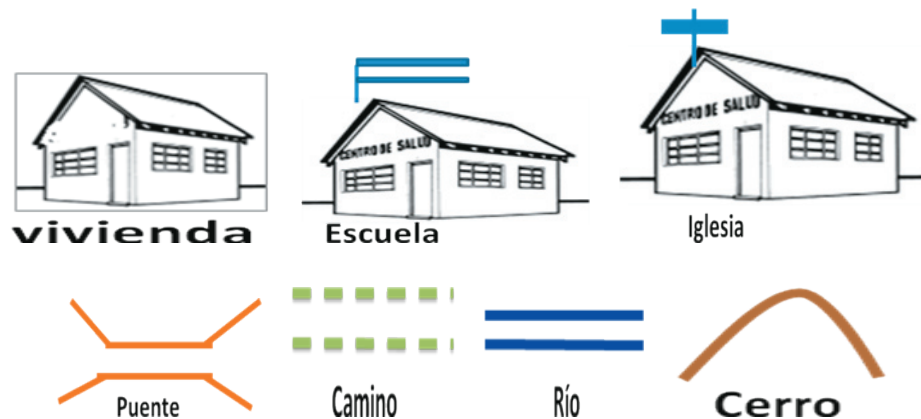 CENTRO DE SALUD
CENTRO DE SALUD
vivienda
Escuela
Iglesia
Puente
Camino
Río
Cerro